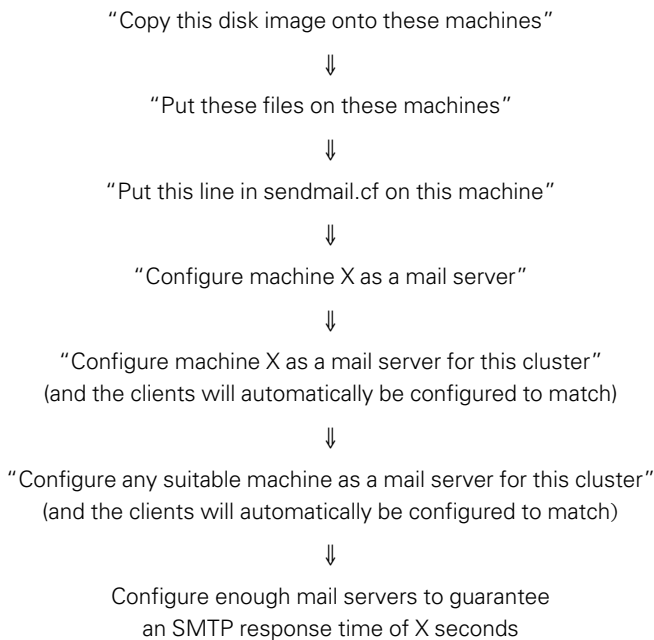 “Copy this disk image onto these machines”
⇓
“Put these files on these machines”
⇓
“Put this line in sendmail.cf on this machine”
⇓
“Configure machine X as a mail server”
⇓
“Configure machine X as a mail server for this cluster”
(and the clients will automatically be configured to match)
⇓
“Configure any suitable machine as a mail server for this cluster”
(and the clients will automatically be configured to match)
⇓
Configure enough mail servers to guarantee
an SMTP response time of X seconds